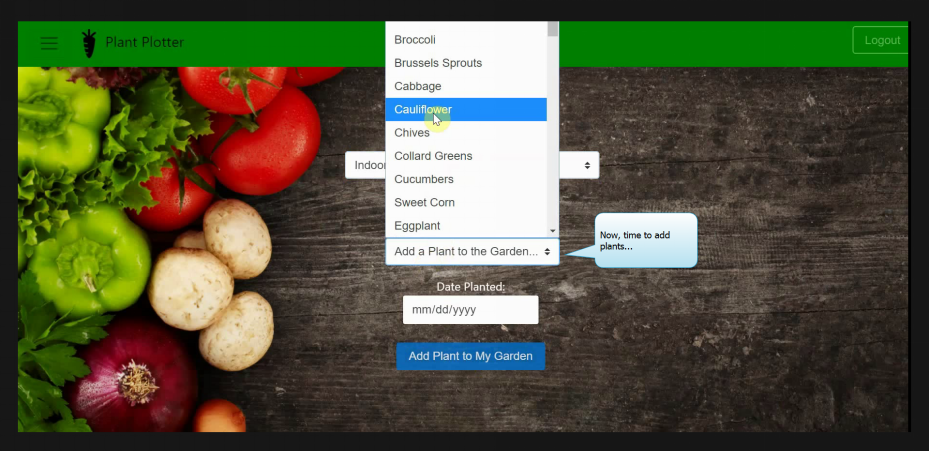 Plant Plotter
Logout
Broccoli
Brussels Sprouts
Cabbage
Cauliflower
Chives
Collard Greens
Cucumbers
Sweet Corn
Eggplant
Indoor
Add a Plant to the Garden...
Now, time to add
plants...
Date Planted:
mm/dd/yyyy
Add Plant to My Garden